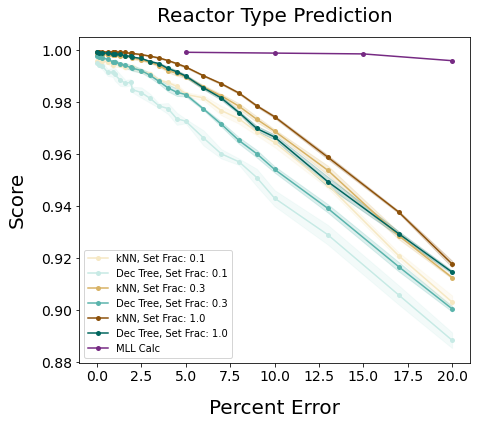 Reactor Type Prediction
Score
1.00
0.98
0.96
0.94
0.92
0.90
0.88
kNN, Set Frac: 0.1
Dec Tree, Set Frac: 0.1
kNN, Set Frac: 0.3
Dec Tree, Set Frac: 0.3
kNN, Set Frac: 1.0
Dec Tree, Set Frac: 1.0
MLL Calc
0.0 2.5 5.0 7.5 10.0 12.5 15.0 17.5 20.0
Percent Error